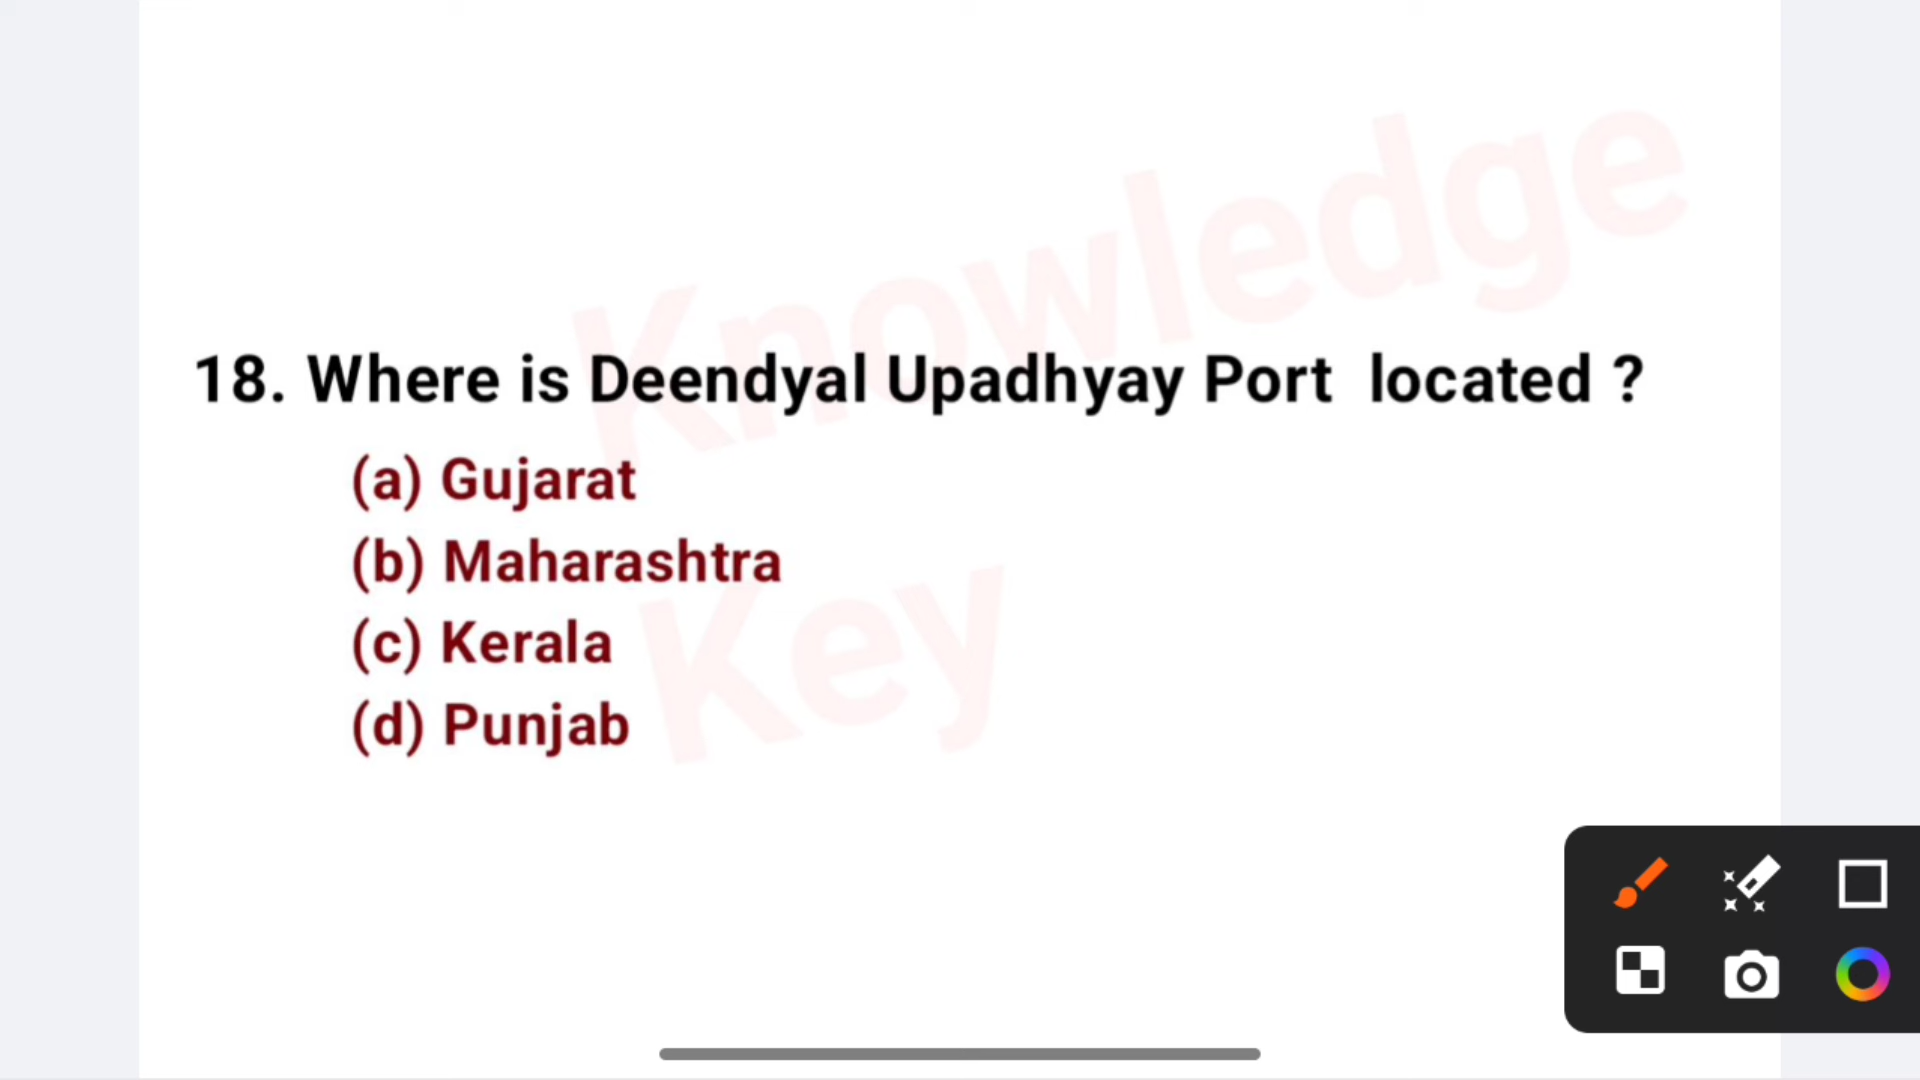 Knowledge
18. Where is Deendyal Upadhyay Port located ?
(a) Gujarat
(b) Maharashtra
(c) Kerala
(d) Punjab
Key